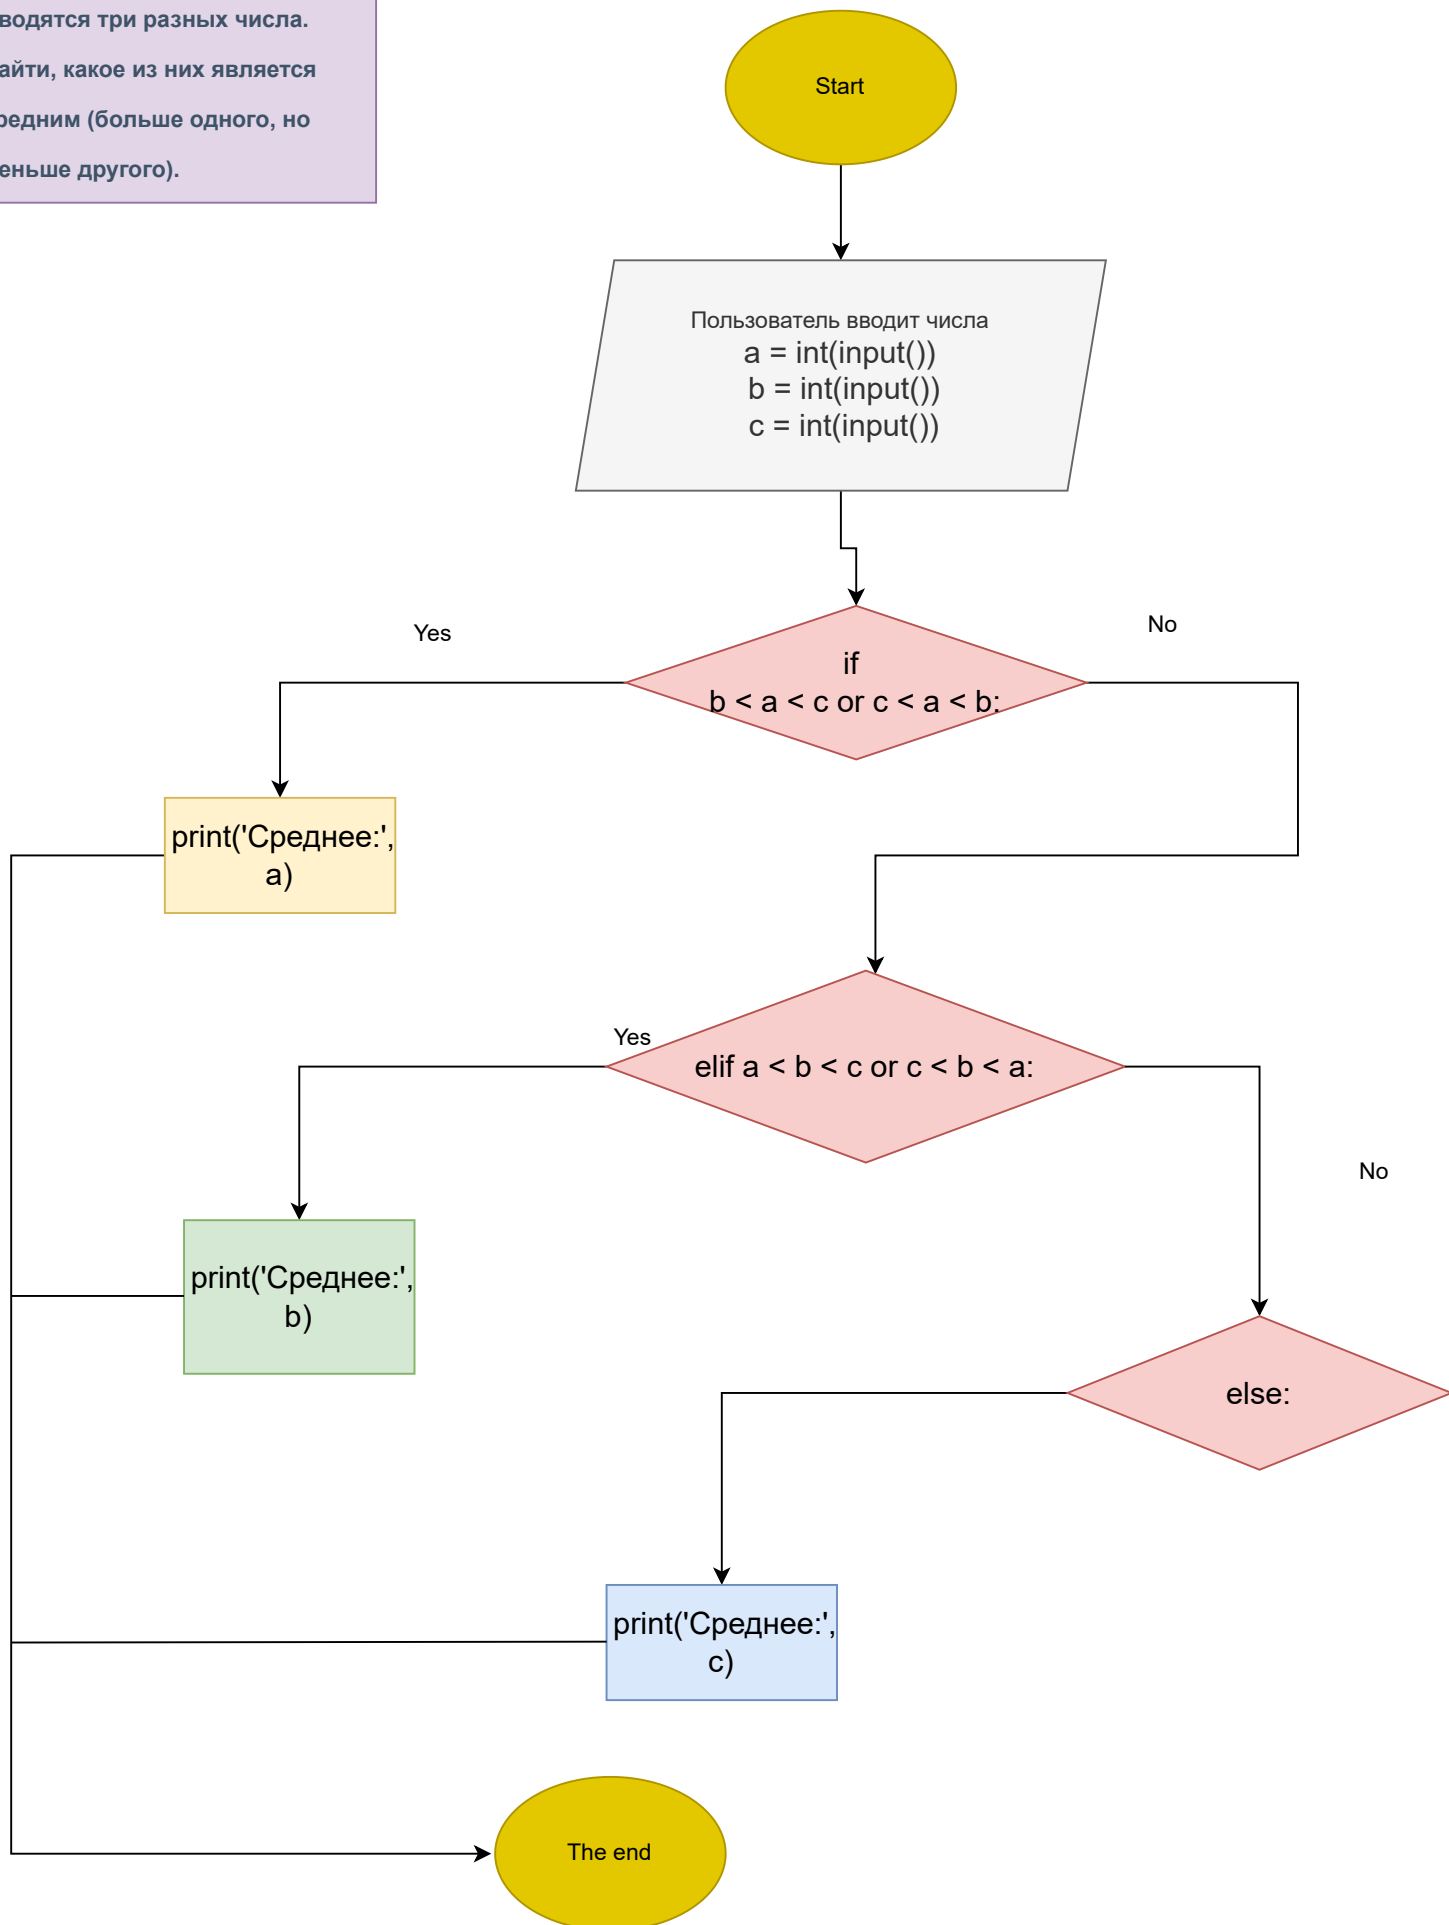 водятся три разных числа.
айти, какое из них является
редним (больше одного, но
еньше другого).
Start
Пользователь вводит числа
a = int(input())
b = int(input())
c = int(input())
Yes
No
if
b < a < c or c < a < b:
print('Среднее:',
a)
Yes
elif a < b < c or c < b < a:
No
print('Среднее:',
b)
else:
print('Среднее:',
c)
The end